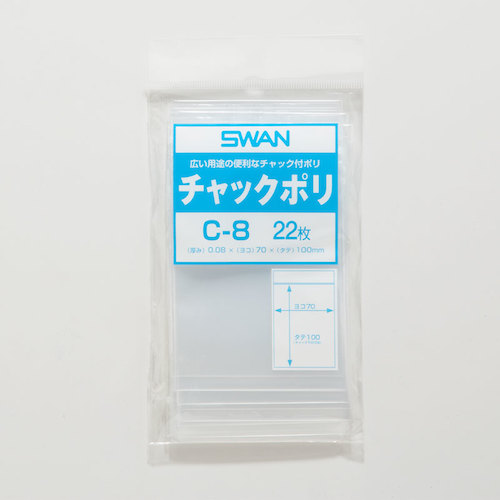 SWAN
広い用途の便利なチャック付ポリ
チャックポリ
C-8 22枚
(厚み) 0.08 × (ヨコ) 70 × (タテ) 100mm
ヨコ70
タテ100